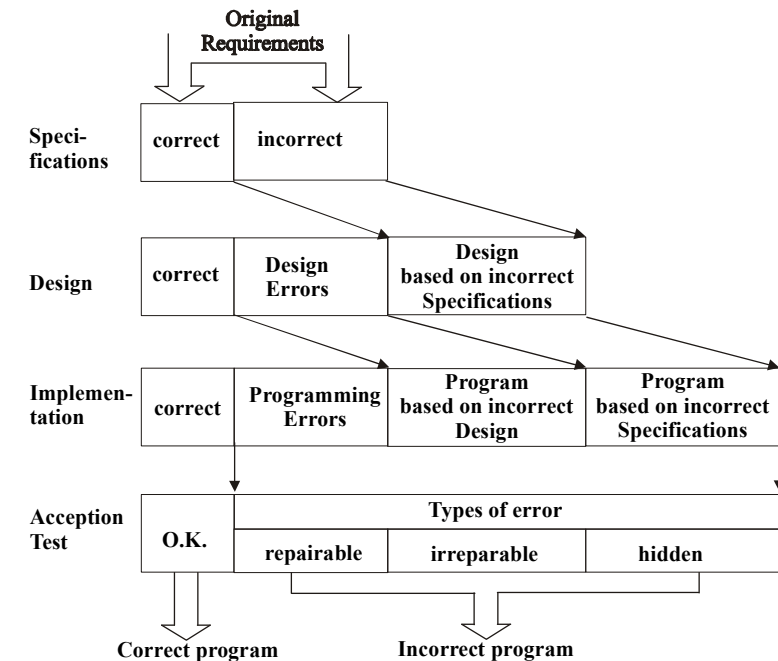 Original
Requirements
Speci-
fications
correct
incorrect
Design
correct
Design
Errors
Design
based on incorrect
Specifications
Implemen-
tation
correct
Programming
Errors
Program
based on incorrect
Design
Program
based on incorrect
Specifications
Acception
Test
O.K.
Types of error
repairable
irreparable
hidden
Correct program
Incorrect program